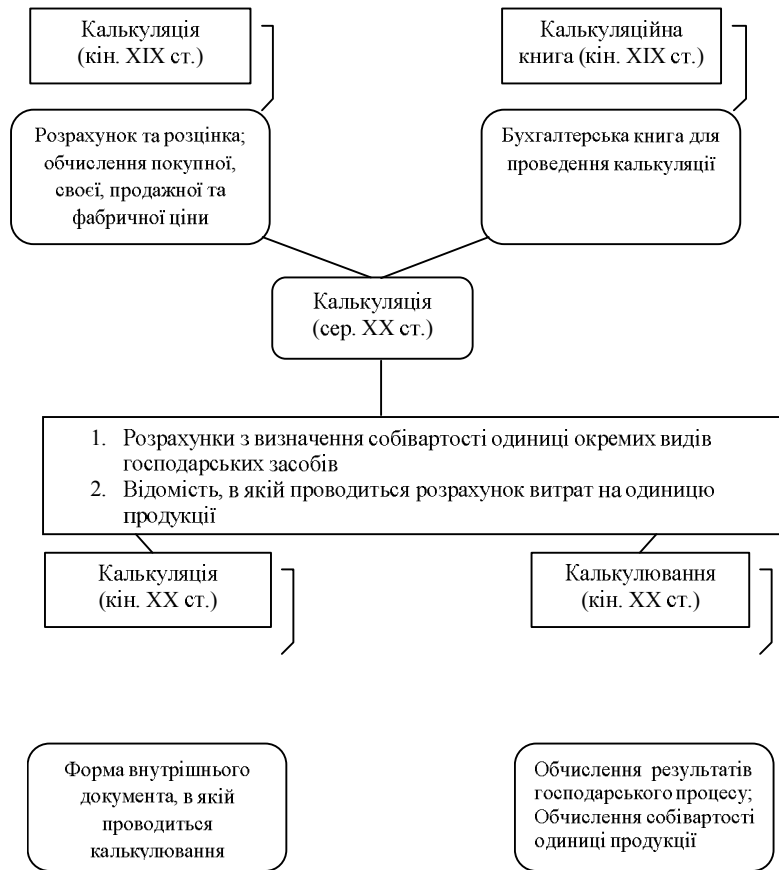 Калькуляція
(кін. XIX ст.)
Калькуляційна
книга (кін. XIX ст.)
Розрахунок та розцінка;
обчислення покупної,
своєї, продажної та
фабричної ціни
Бухгалтерська книга для
проведення калькуляції
Калькуляція
(сер. XX ст.)
1. Розрахунки з визначення собівартості одиниці окремих видів
господарських засобів
2. Відомість, в якій проводиться розрахунок витрат на одиницю
продукції
Калькуляція
(кін. XX ст.)
Калькулювання
(кін. XX ст.)
Форма внутрішнього
документа, в якій
проводиться
калькулювання
Обчислення результатів
господарського процесу;
Обчислення собівартості
одиниці продукції